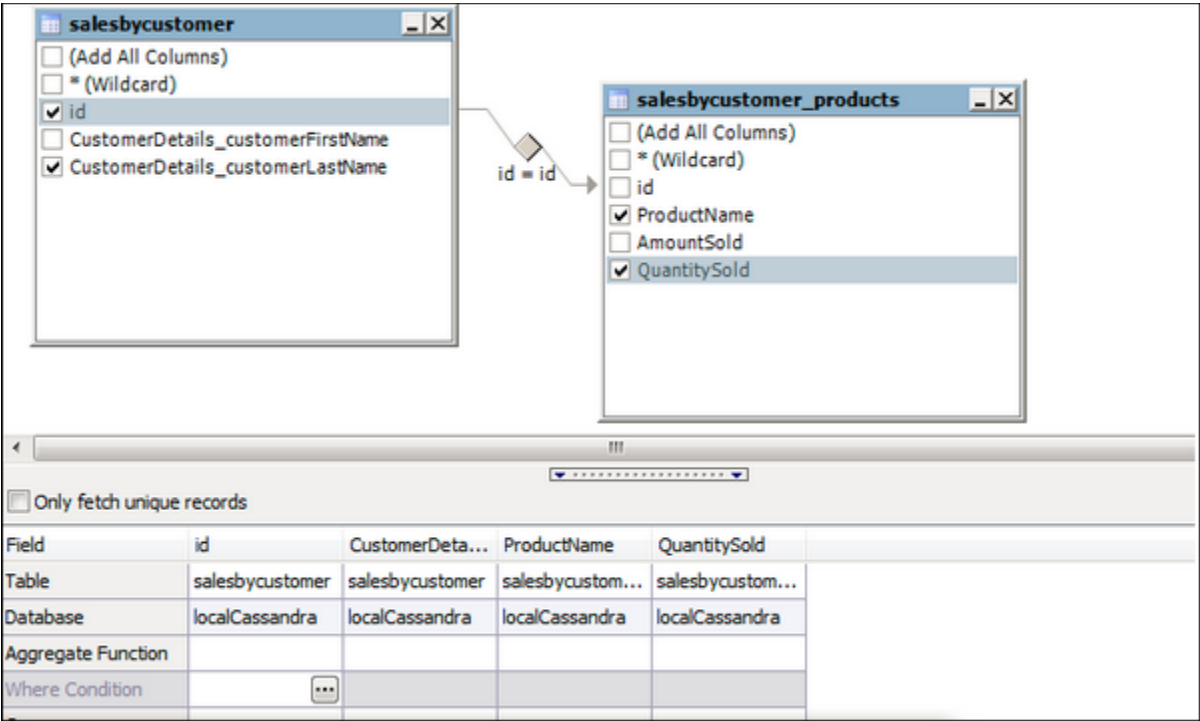 salesbycustomer
(Add All Columns)
* (Wildcard)
id
CustomerDetails_customerFirstName
CustomerDetails_customerLastName
id = id
salesbycustomer_products
(Add All Columns)
* (Wildcard)
id
ProductName
AmountSold
QuantitySold
Only fetch unique records
Field id CustomerDeta... ProductName QuantitySold
Table salesbycustomer salesbycustomer salesbycustom... salesbycustom...
Database localCassandra localCassandra localCassandra localCassandra
Aggregate Function
Where Condition ...